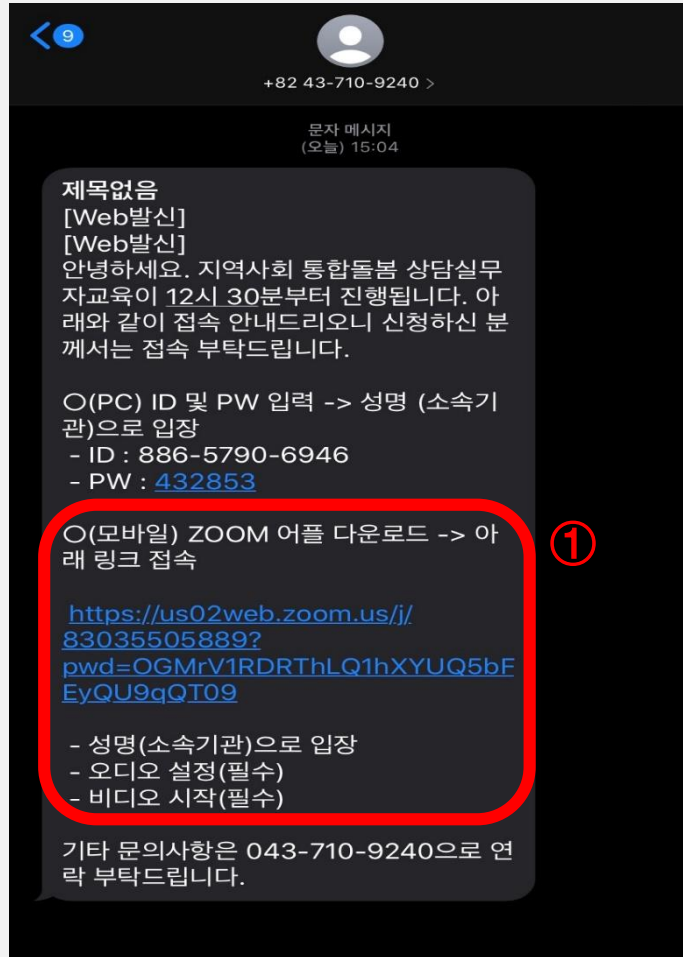 9
+82 43-710-9240 >
문자 메시지
(오늘) 15:04
제목없음
[Web발신]
[Web발신]
안녕하세요. 지역사회 통합돌봄 상담실무
자교육이 12시 30분부터 진행됩니다. 아
래와 같이 접속 안내드리오니 신청하신 분
께서는 접속 부탁드립니다.
○(PC) ID 및 PW 입력 -> 성명 (소속기
관)으로 입장
- ID : 886-5790-6946
- PW : 432853
○(모바일) ZOOM 어플 다운로드 -> 아
래 링크 접속
①
https://us02web.zoom.us/j/
83035505889?
pwd=OGMrV1RDRThLQ1hXYUQ5bF
EyQU9qQT09
- 성명(소속기관)으로 입장
- 오디오 설정(필수)
- 비디오 시작(필수)
기타 문의사항은 043-710-9240으로 연
락 부탁드립니다.